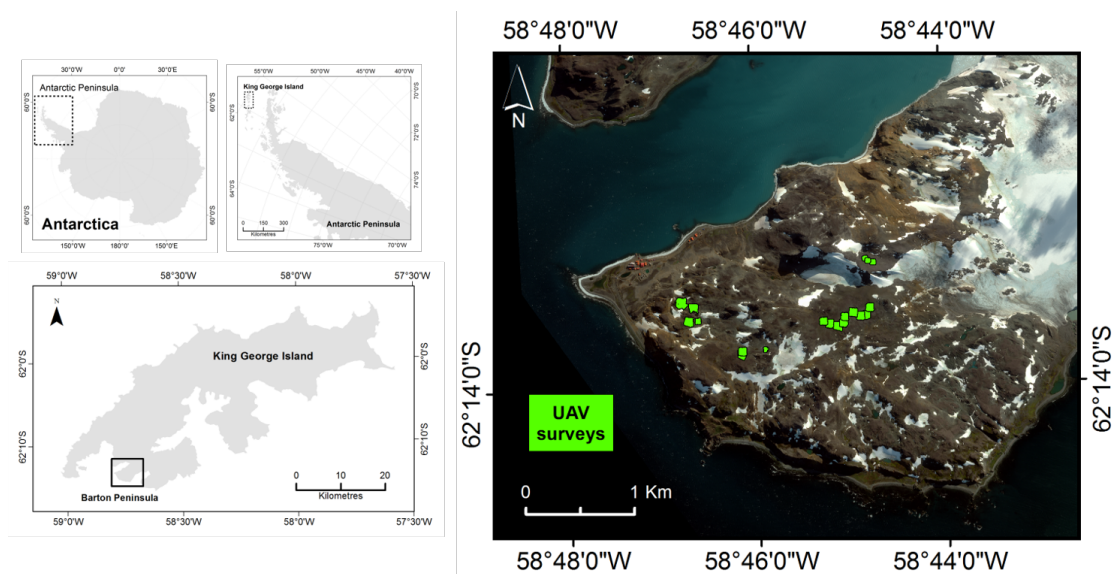 30°0'W 0°0' 30°0'E
Antarctic Peninsula
60°0'S
60°0'S
60°0'S
60°0'S
Antarctica
150°0'W 180°0' 150°0'E
55°0'W 50°0'W 45°0'W 40°0'W
King George Island
62°0'S
64°0'S
70°0'S
72°0'S
74°0'S
0 150 300
Kilometres
Antarctic Peninsula
75°0'W 70°0'W
59°0'W 58°30'W 58°0'W 57°30'W
N
King George Island
62°0'S
62°0'S
62°10'S
62°10'S
Barton Peninsula
0 10 20
Kilometres
59°0'W 58°30'W 58°0'W 57°30'W
58°48'0"W 58°46'0"W 58°44'0"W
N
62°14'0"S
62°14'0"S
UAV
surveys
0 1 Km
58°48'0"W 58°46'0"W 58°44'0"W